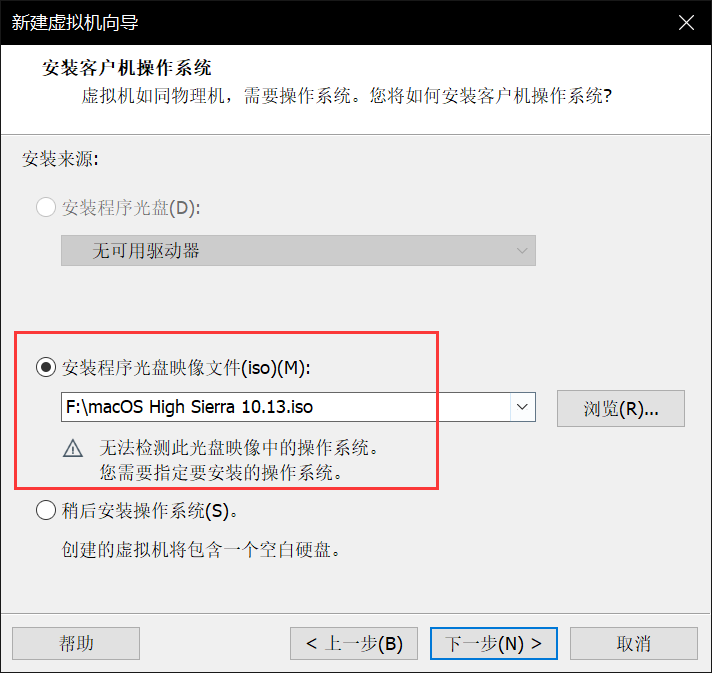 新建虚拟机向导
安装客户机操作系统
虚拟机如同物理机，需要操作系统。您将如何安装客户机操作系统?
安装来源:
安装程序光盘(D):
无可用驱动器
安装程序光盘映像文件(iso)(M):
F:\macOS High Sierra 10.13.iso
浏览(R)...
无法检测此光盘映像中的操作系统。
您需要指定要安装的操作系统。
稍后安装操作系统(S)。
创建的虚拟机将包含一个空白硬盘。
帮助
< 上一步(B)
下一步(N) >
取消